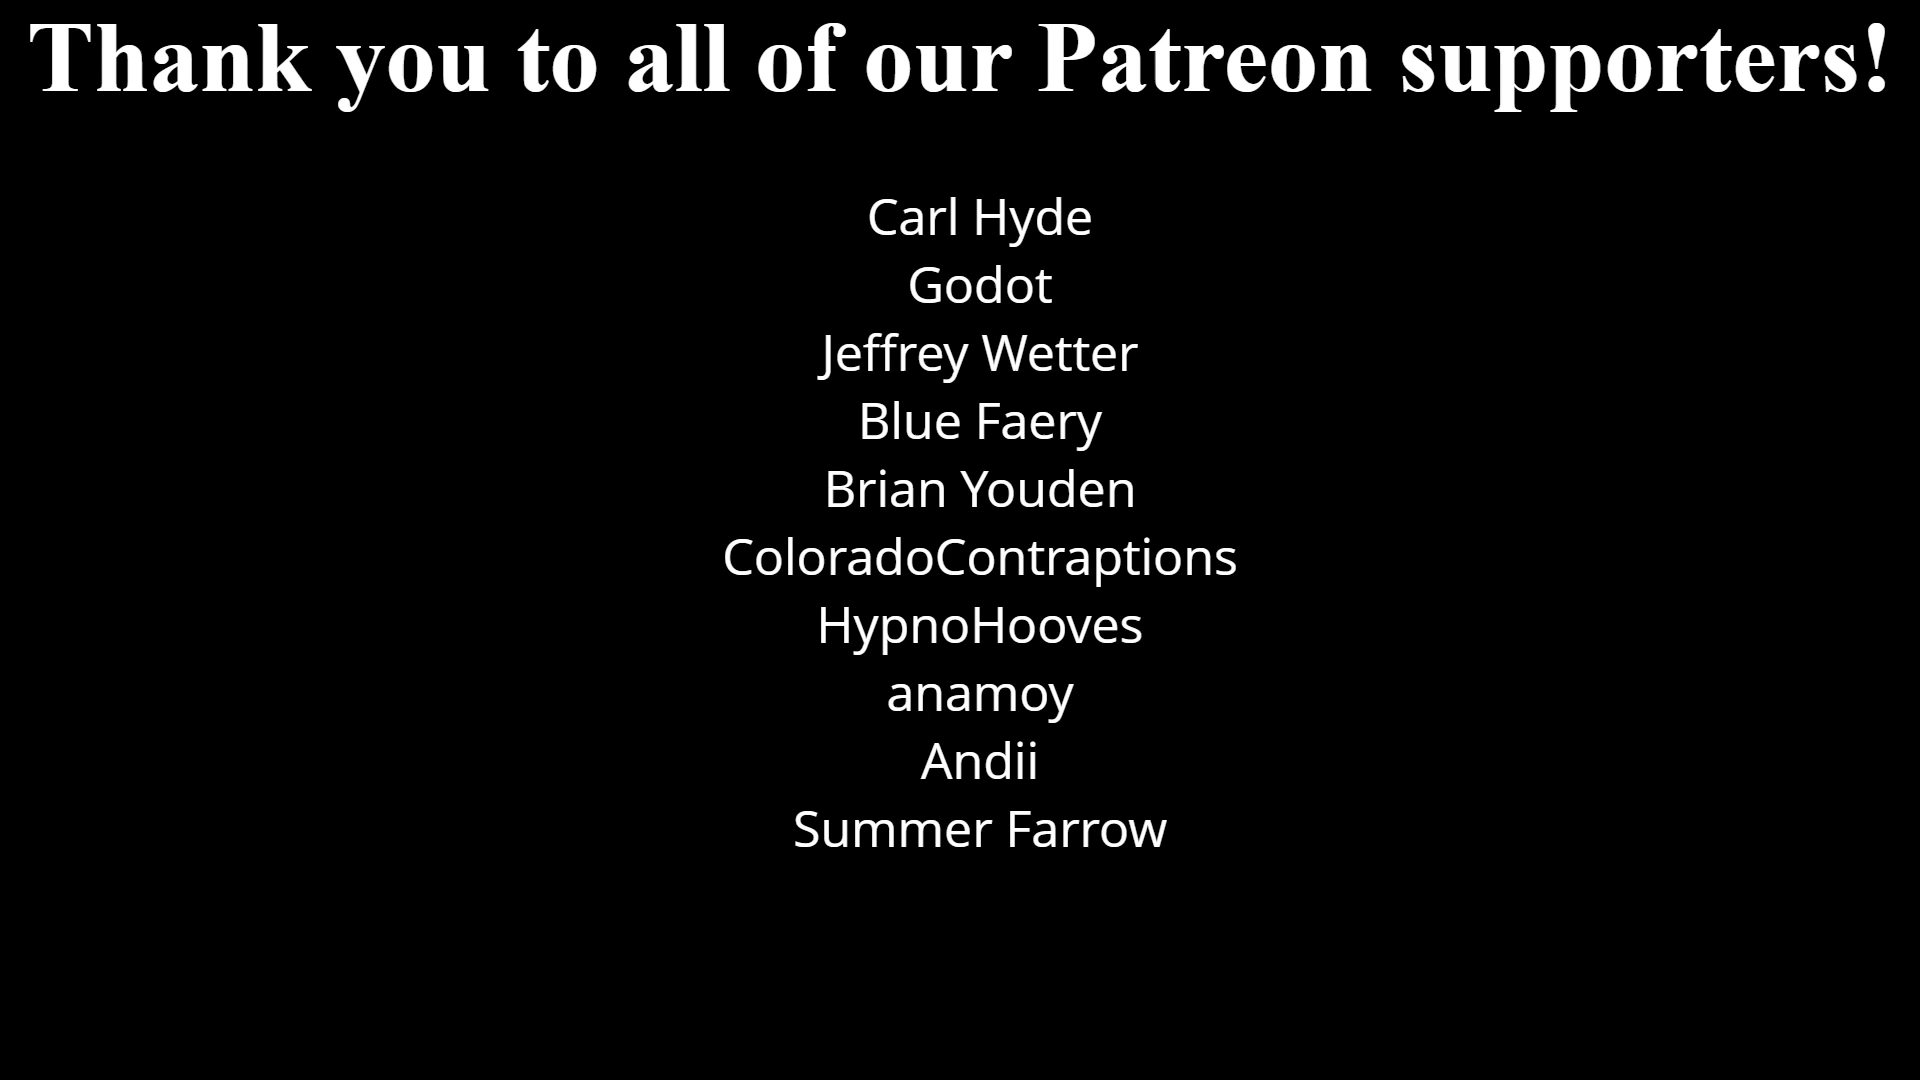 Thank you to all of our Patreon supporters!
Carl Hyde
Godot
Jeffrey Wetter
Blue Faery
Brian Youden
ColoradoContraptions
HypnoHooves
anamoy
Andii
Summer Farrow